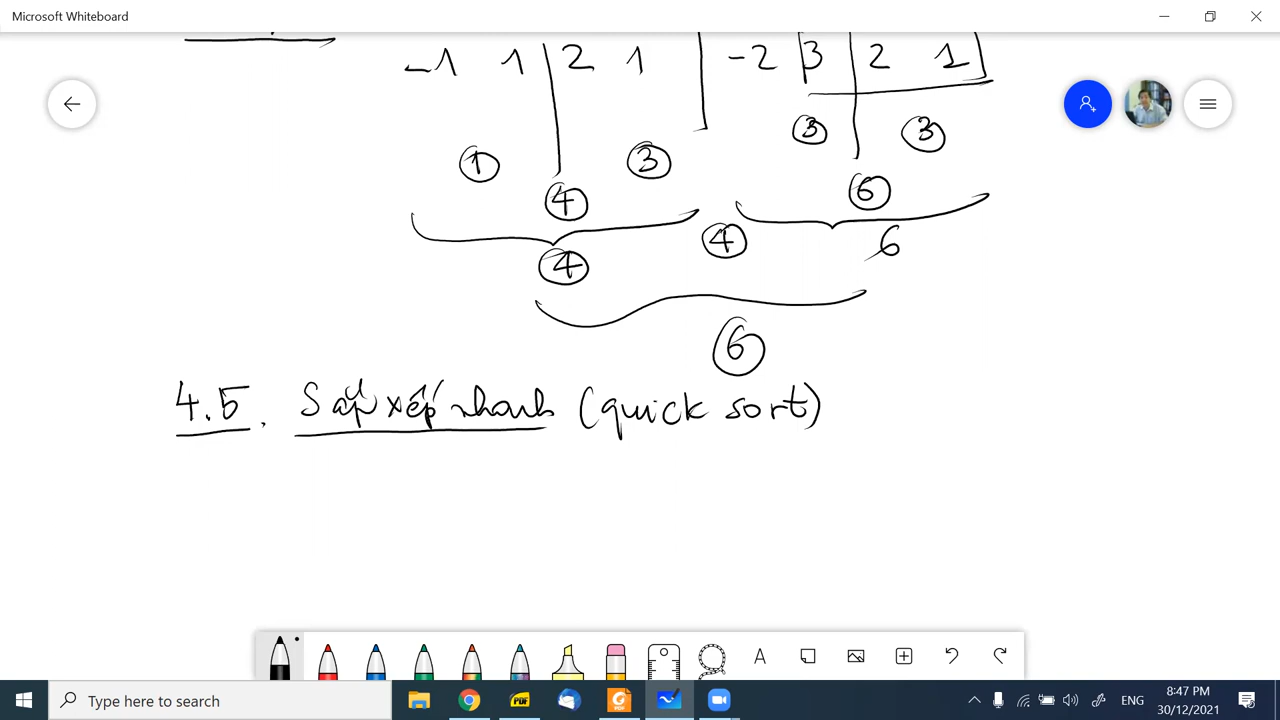 Microsoft Whiteboard
-1 1 2 1 -2 3 2 1
3 3
1 3
4 6
4 6
4
6
4.5. Sắp xếp nhanh (quick sort)
A
Type here to search
PDF
PDF
ENG
8:47 PM
30/12/2021